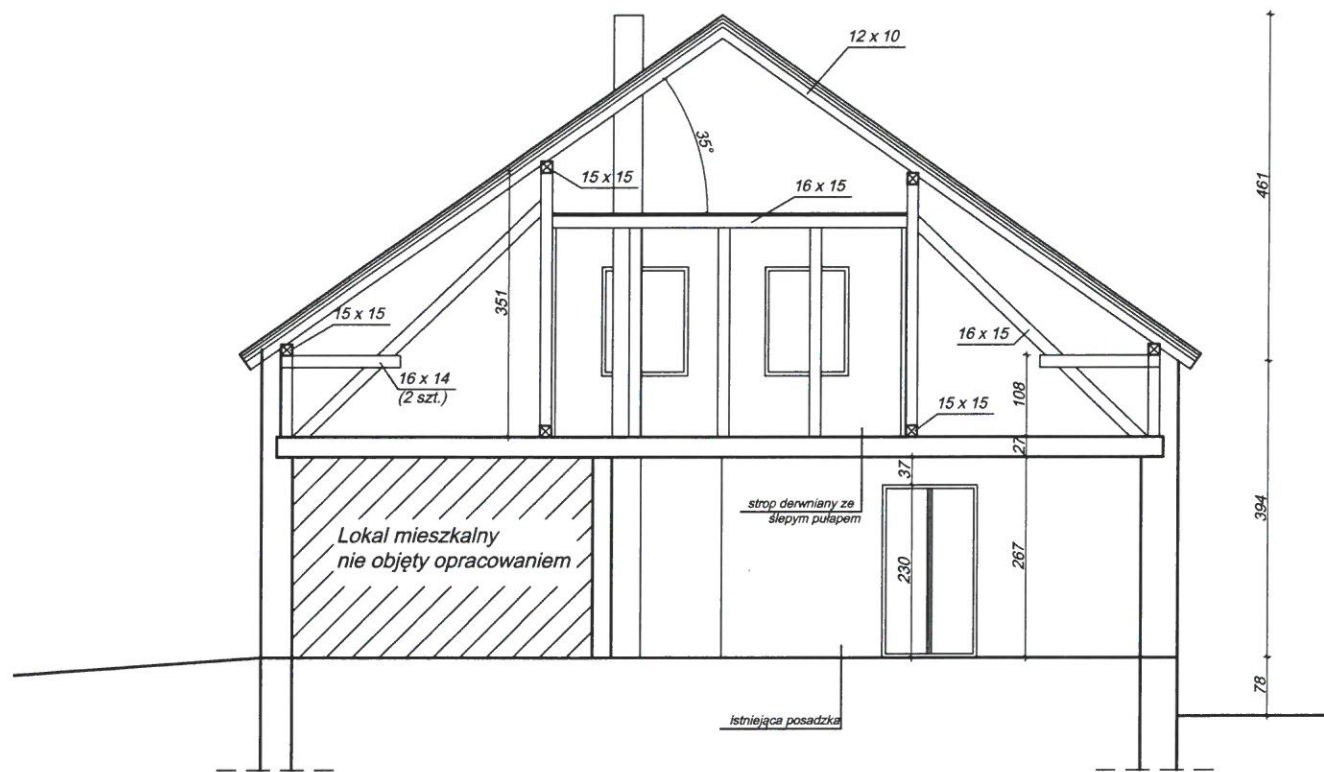 12 x 10
35°
15 x 15
16 x 15
461
351
15 x 15
16 x 15
16 x 14
(2 szt.)
108
15 x 15
27
37
strop derwniany ze
ślepym pułapem
Lokal mieszkalny
nie objęty opracowaniem
394
230
267
78
istniejąca posadzka